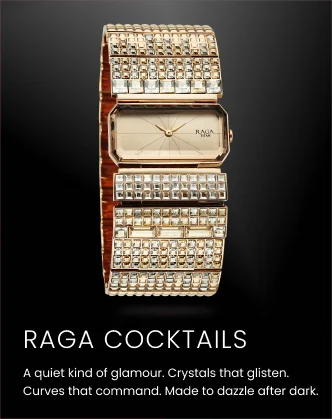 RAGA
RAGA COCKTAILS
A quiet kind of glamour. Crystals that glisten.
Curves that command. Made to dazzle after dark.